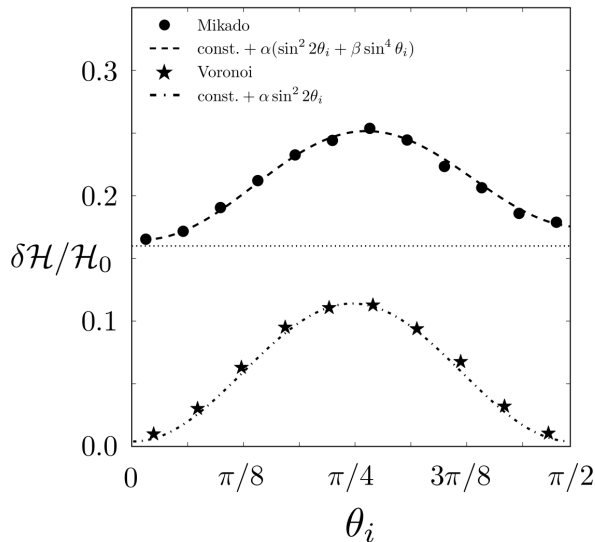 Mikado
const. + α(sin² 2θᵢ + β sin⁴ θᵢ)
Voronoi
const. + α sin² 2θᵢ
0.3
0.2
δℋ/ℋ₀
0.1
0.0
0 π/8 π/4 3π/8 π/2
θᵢ